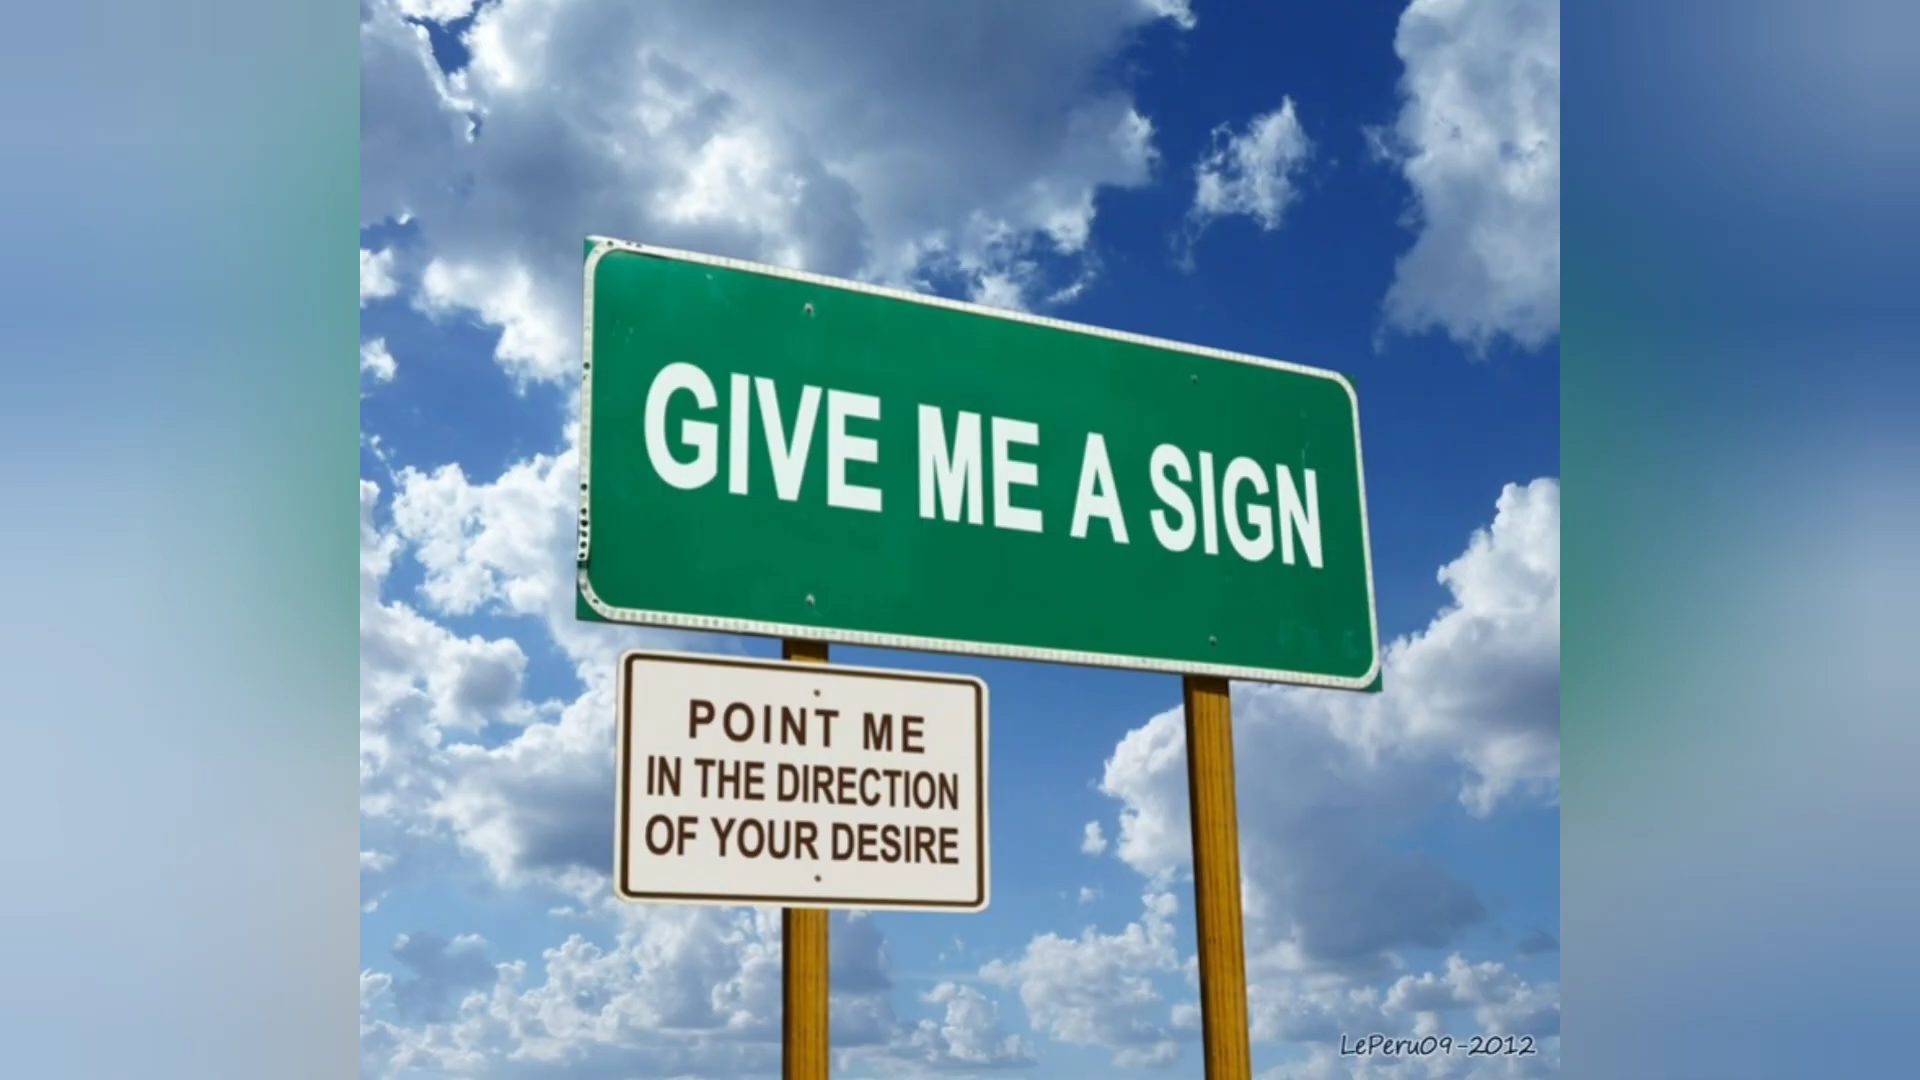 GIVE ME A SIGN
POINT ME
IN THE DIRECTION
OF YOUR DESIRE
LePeru09-2012